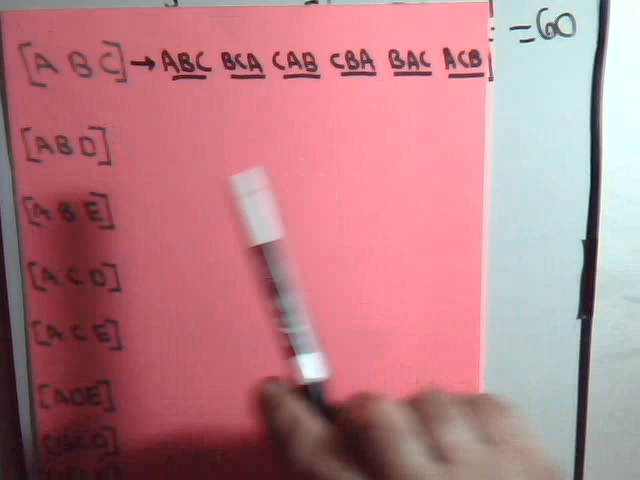 = 60
[A B C] → ABC BCA CAB CBA BAC ACB
[A B D]
[A B E]
[A C D]
[A C E]
[A D E]